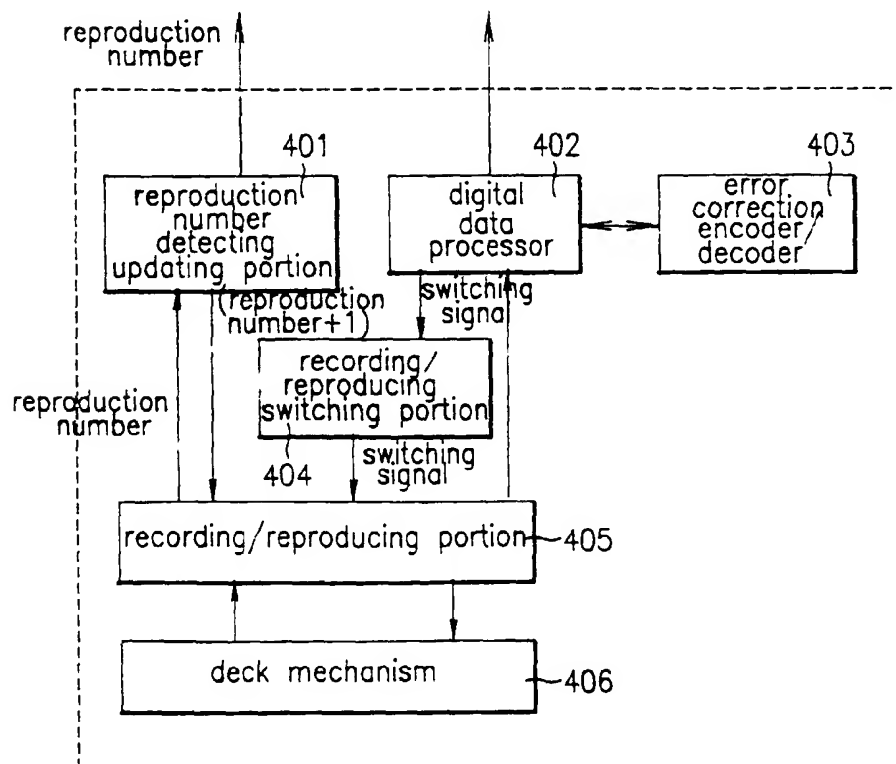 reproduction
number
401
402
403
reproduction
number
detecting
updating portion
digital
data
processor
error
correction
encoder/
decoder
(reproduction
number+1)
switching
signal
recording/
reproducing
switching portion
reproduction
number
404
switching
signal
recording/reproducing portion
405
deck mechanism
406